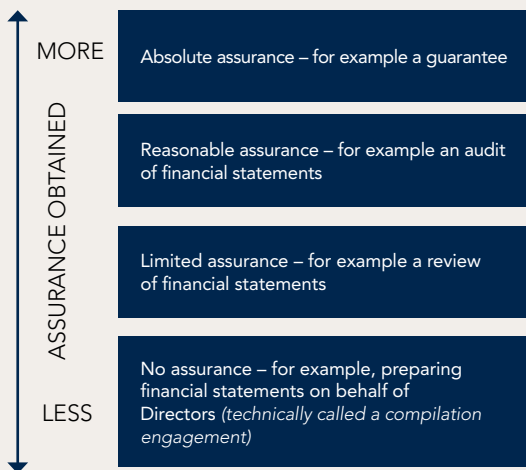 MORE
Absolute assurance – for example a guarantee
ASSURANCE OBTAINED
Reasonable assurance – for example an audit
of financial statements
Limited assurance – for example a review
of financial statements
No assurance – for example, preparing
financial statements on behalf of
Directors (technically called a compilation
engagement)
LESS